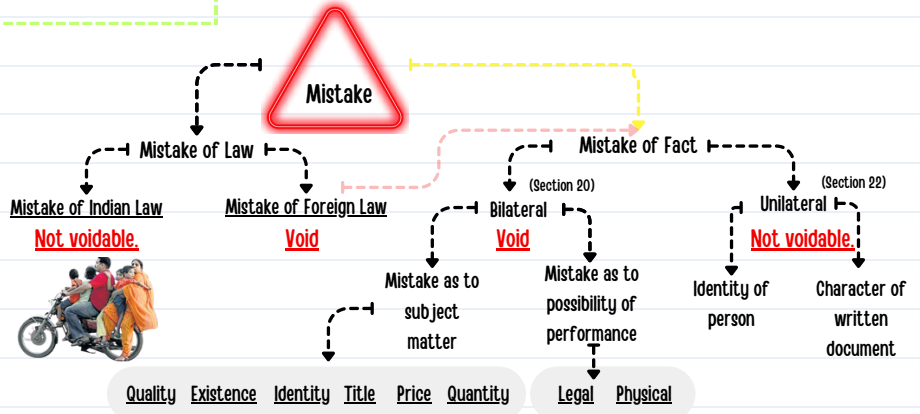 Mistake
Mistake of Law
Mistake of Fact
Mistake of Indian Law
Not voidable.
Mistake of Foreign Law
Void
(Section 20)
Bilateral
Void
(Section 22)
Unilateral
Not voidable.
Mistake as to
subject
matter
Mistake as to
possibility of
performance
Identity of
person
Character of
written
document
Quality Existence Identity Title Price Quantity
Legal Physical